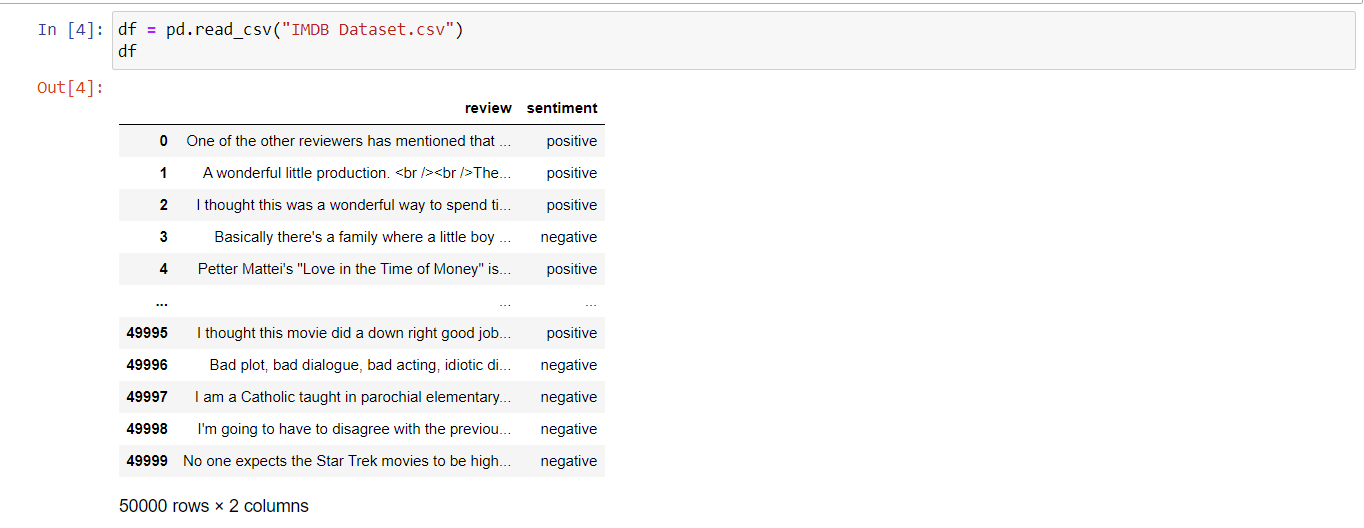 In [4]: df = pd.read_csv("IMDB Dataset.csv")
df
Out[4]:
review sentiment
0 One of the other reviewers has mentioned that ... positive
1 A wonderful little production. <br /><br />The... positive
2 I thought this was a wonderful way to spend ti... positive
3 Basically there's a family where a little boy ... negative
4 Petter Mattei's "Love in the Time of Money" is... positive
... ... ...
49995 I thought this movie did a down right good job... positive
49996 Bad plot, bad dialogue, bad acting, idiotic di... negative
49997 I am a Catholic taught in parochial elementary... negative
49998 I'm going to have to disagree with the previou... negative
49999 No one expects the Star Trek movies to be high... negative
50000 rows × 2 columns